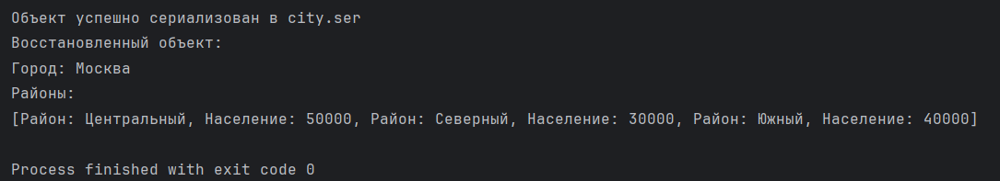 Объект успешно сериализован в city.ser
Восстановленный объект:
Город: Москва
Районы:
[Район: Центральный, Население: 50000, Район: Северный, Население: 30000, Район: Южный, Население: 40000]
Process finished with exit code 0